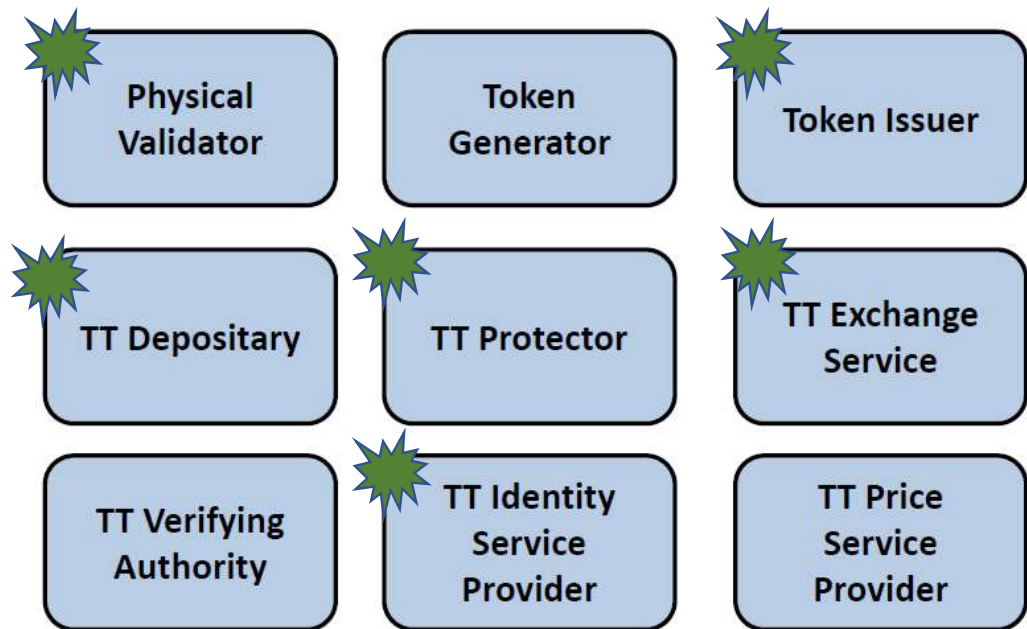 Physical
Validator
Token
Generator
Token Issuer
TT Depositary
TT Protector
TT Exchange
Service
TT Verifying
Authority
TT Identity
Service
Provider
TT Price
Service
Provider